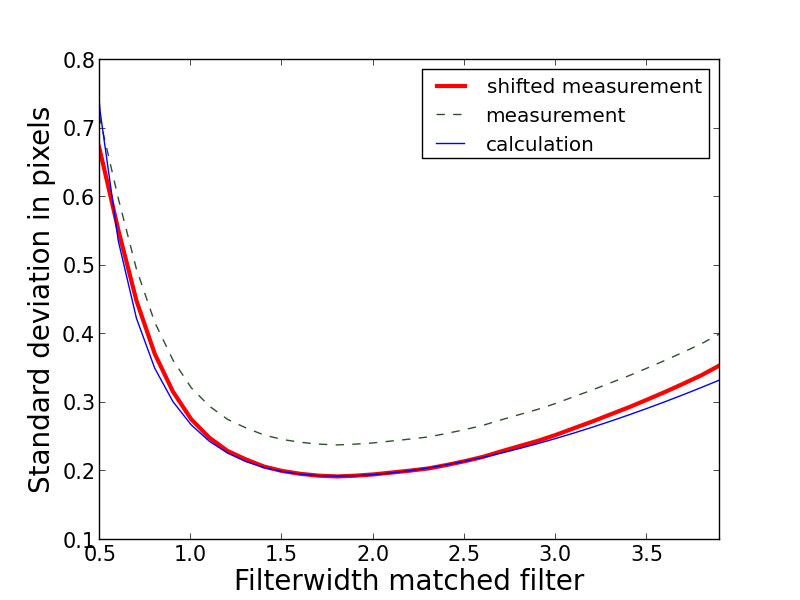 0.8
0.7
0.6
0.5
0.4
0.3
0.2
0.1
Standard deviation in pixels
shifted measurement
measurement
calculation
0.5 1.0 1.5 2.0 2.5 3.0 3.5
Filterwidth matched filter